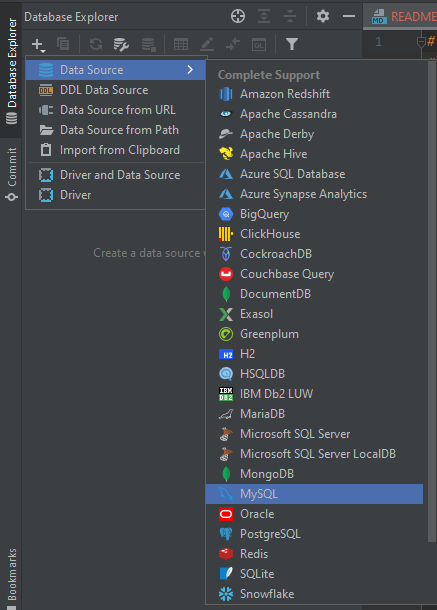 Database Explorer
Database Explorer
Commit
Bookmarks
README
1
#
QL
Data Source
DDL Data Source
Data Source from URL
Data Source from Path
Import from Clipboard
Driver and Data Source
Driver
Create a data source
Complete Support
Amazon Redshift
Apache Cassandra
Apache Derby
Apache Hive
Azure SQL Database
Azure Synapse Analytics
BigQuery
ClickHouse
CockroachDB
Couchbase Query
DocumentDB
Exasol
Greenplum
H2 H2
HSQLDB
IBM DB2 IBM Db2 LUW
MariaDB
Microsoft SQL Server
Microsoft SQL Server LocalDB
MongoDB
MySQL
Oracle
PostgreSQL
Redis
SQLite
Snowflake